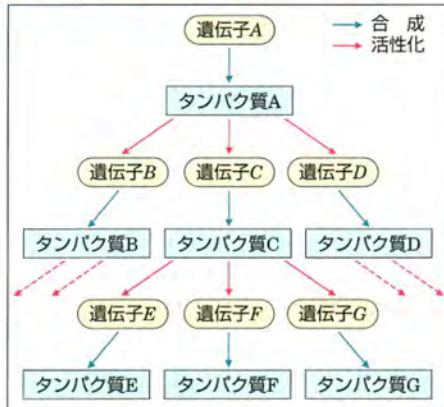 遺伝子A
合 成
活性化
タンパク質A
遺伝子B 遺伝子C 遺伝子D
タンパク質B タンパク質C タンパク質D
遺伝子E 遺伝子F 遺伝子G
タンパク質E タンパク質F タンパク質G